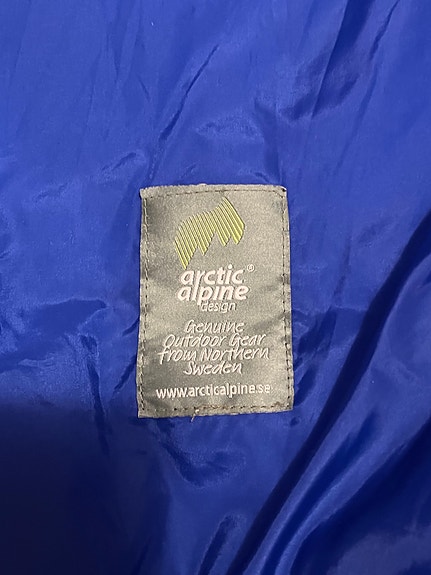 arctic®
alpine
design
Genuine
Outdoor Gear
from Northern
Sweden
www.arcticalpine.se